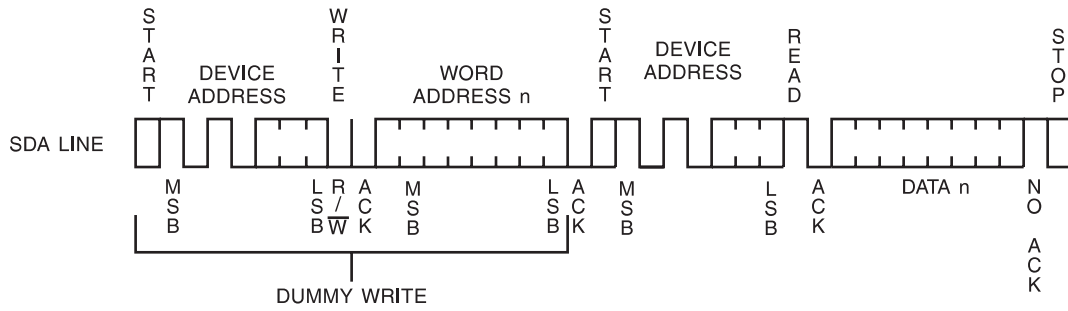 START
WRITE
START
READ
STOP
DEVICE
ADDRESS
WORD
ADDRESS n
DEVICE
ADDRESS
SDA LINE
MSB
LSB
R/W
ACK
MSB
LSB
ACK
MSB
LSB
ACK
DATA n
NO ACK
DUMMY WRITE